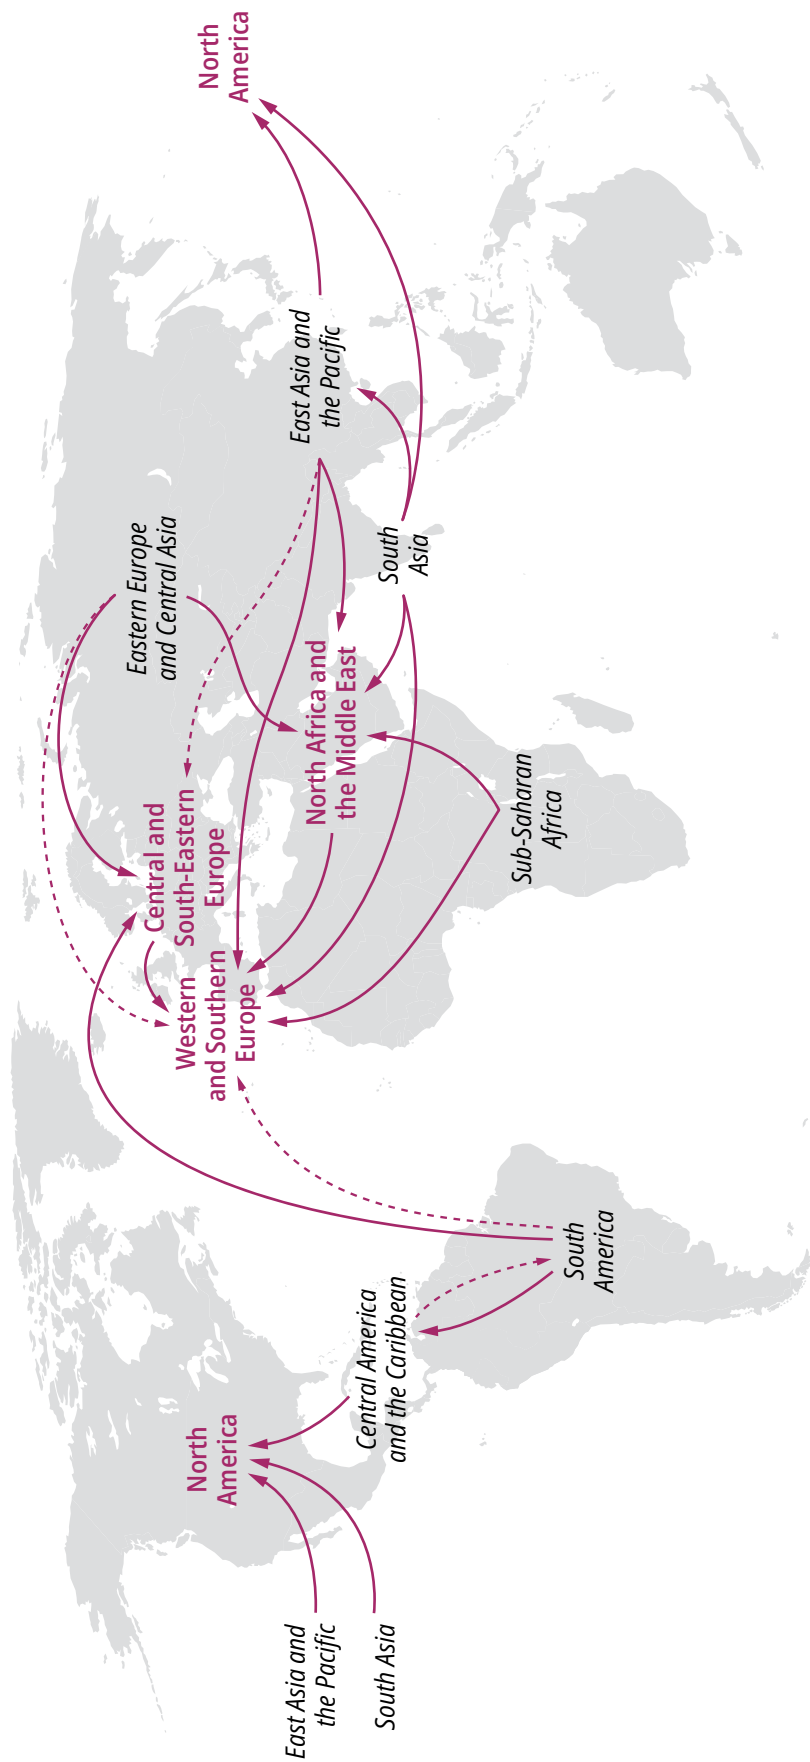 North
America
East Asia and
the Pacific
South Asia
Central America
and the Caribbean
South
America
Western
and Southern
Europe
Central and
South-Eastern
Europe
North Africa and
the Middle East
Sub-Saharan
Africa
Eastern Europe
and Central Asia
South
Asia
East Asia and
the Pacific
North
America